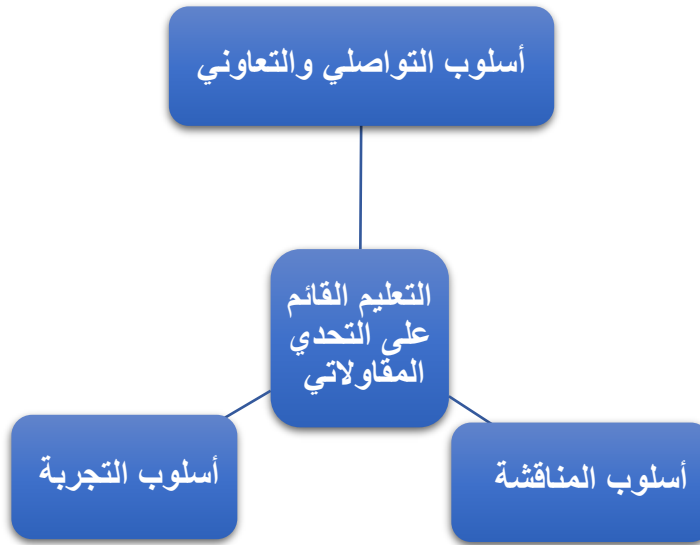 أسلوب التواصلي والتعاوني
التعليم القائم
على التحدي
المقاولاتي
أسلوب المناقشة
أسلوب التجربة